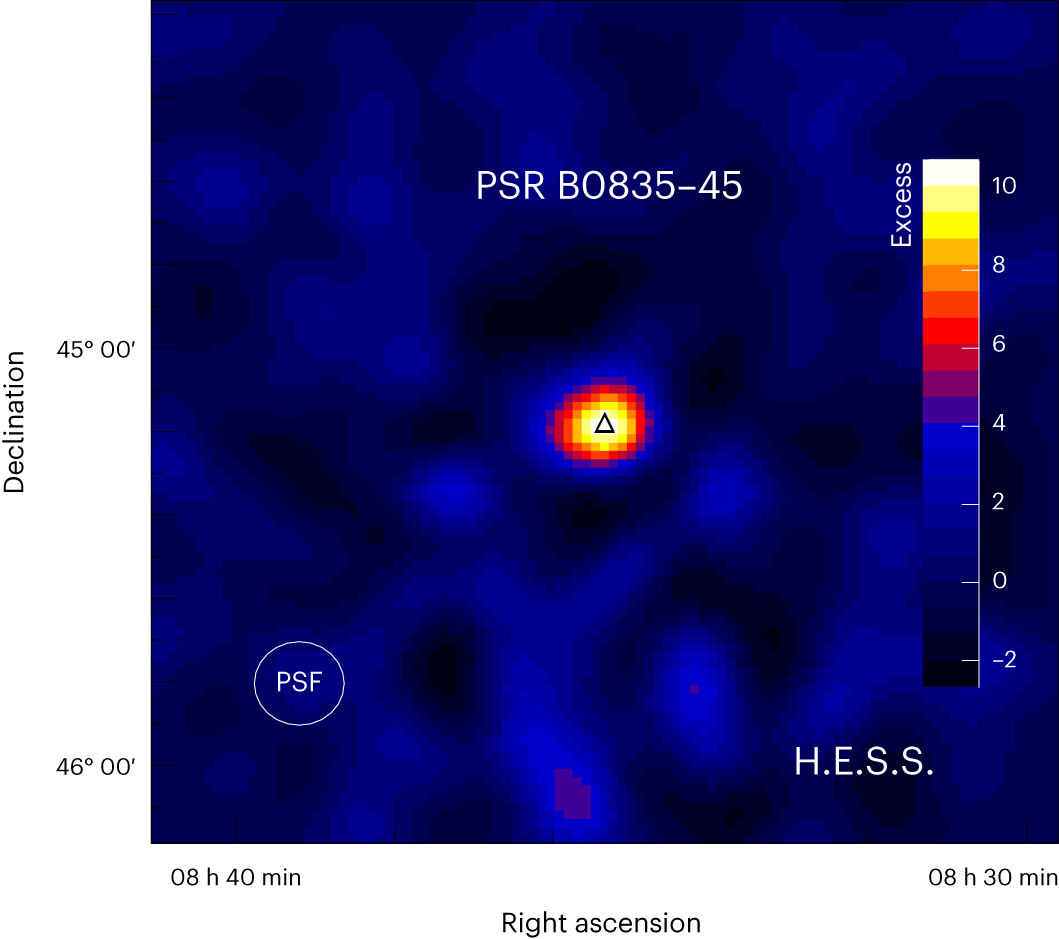 PSR B0835–45
Excess
10
8
6
4
2
0
–2
Declination
45° 00′
46° 00′
PSF
H.E.S.S.
08 h 40 min
08 h 30 min
Right ascension